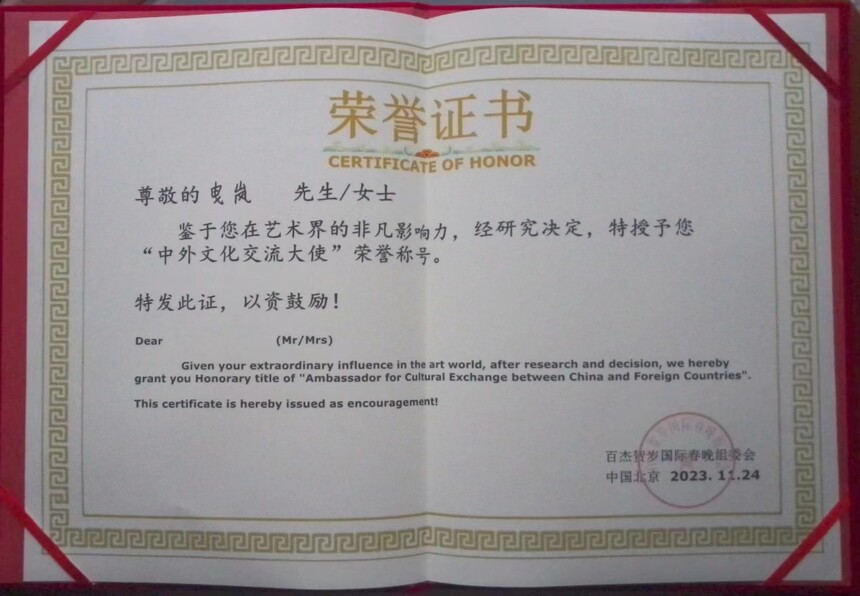 荣誉证书
CERTIFICATE OF HONOR
尊敬的 曳岚 先生/女士
鉴于您在艺术界的非凡影响力，经研究决定，特授予您
“中外文化交流大使”荣誉称号。
特发此证，以资鼓励！
Dear (Mr/Mrs)
Given your extraordinary influence in the art world, after research and decision, we hereby
grant you Honorary title of "Ambassador for Cultural Exchange between China and Foreign Countries".
This certificate is hereby issued as encouragement!
百杰贺岁国际春晚组委会
中国北京 2023. 11.24